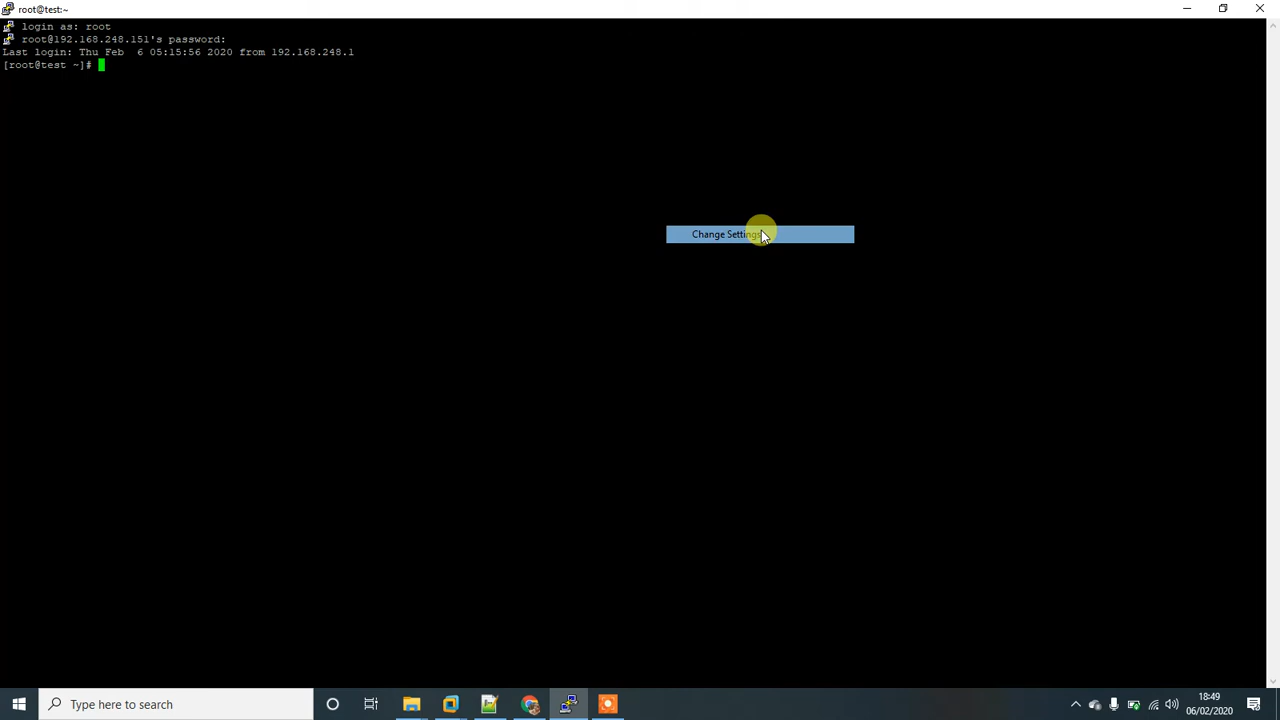 root@test:~
login as: root
root@192.168.248.151's password:
Last login: Thu Feb  6 05:15:56 2020 from 192.168.248.1
[root@test ~]#
Change Settings
Type here to search
18:49
06/02/2020